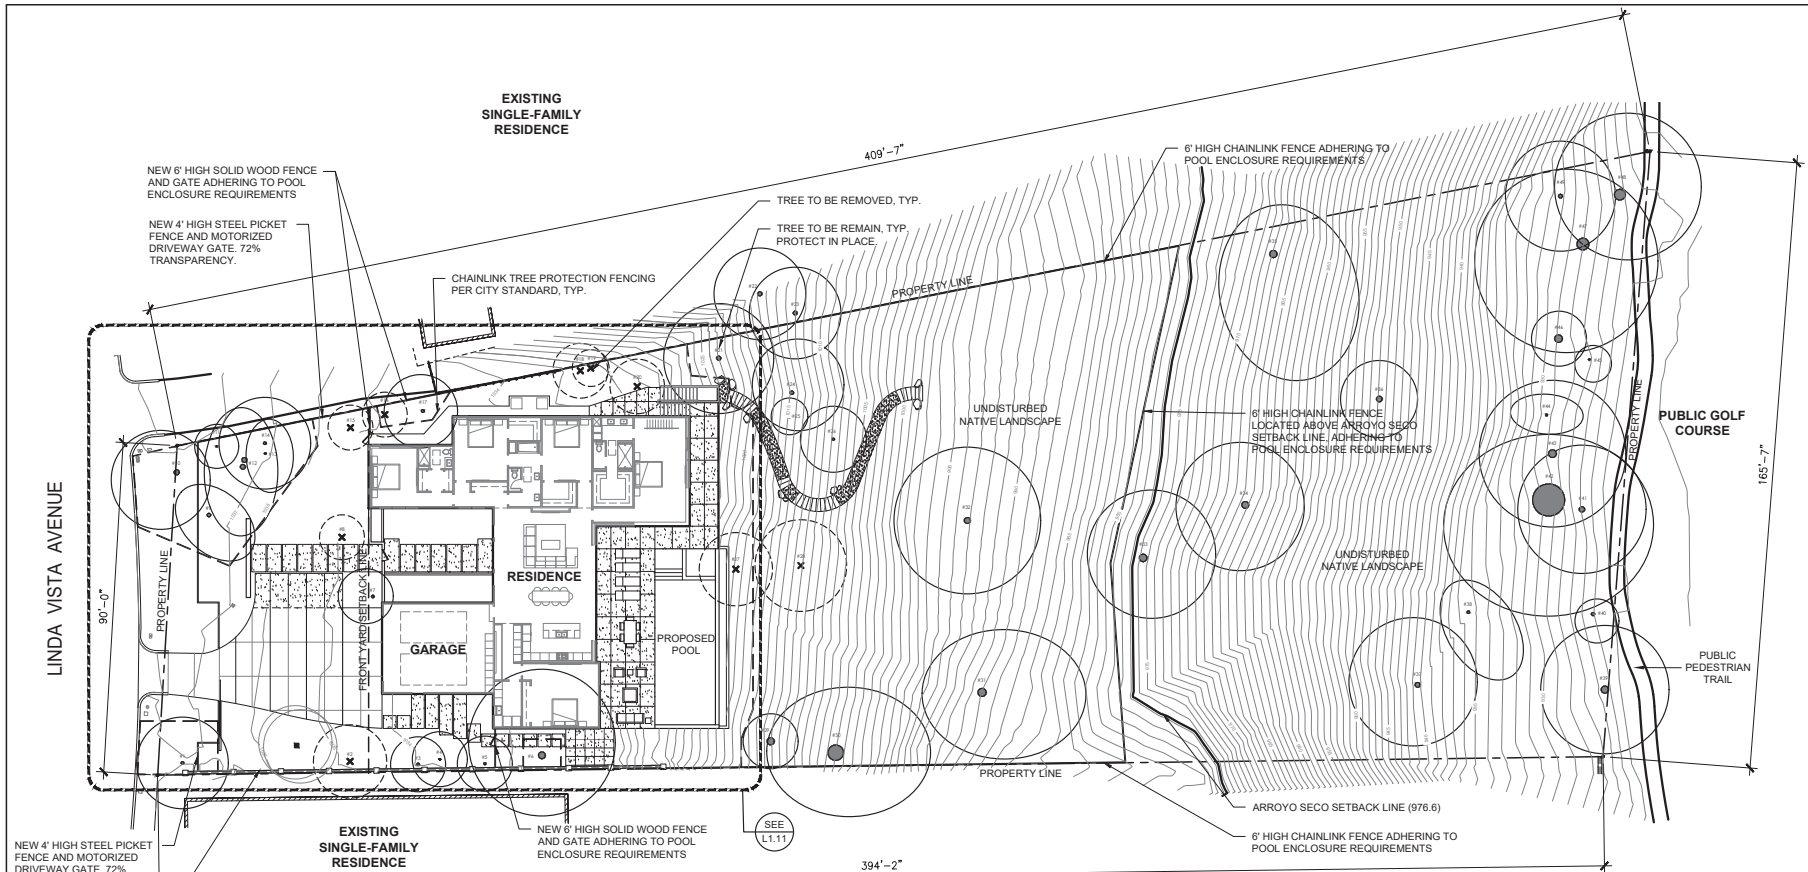 EXISTING
SINGLE-FAMILY
RESIDENCE
409'-7"
NEW 6' HIGH SOLID WOOD FENCE
AND GATE ADHERING TO POOL
ENCLOSURE REQUIREMENTS
NEW 4' HIGH STEEL PICKET
FENCE AND MOTORIZED
DRIVEWAY GATE. 72%
TRANSPARENCY.
CHAINLINK TREE PROTECTION FENCING
PER CITY STANDARD, TYP.
TREE TO BE REMOVED, TYP.
TREE TO BE REMAIN, TYP.
PROTECT IN PLACE.
6' HIGH CHAINLINK FENCE ADHERING TO
POOL ENCLOSURE REQUIREMENTS
PROPERTY LINE
UNDISTURBED
NATIVE LANDSCAPE
6' HIGH CHAINLINK FENCE
LOCATED ABOVE ARROYO SECO
SETBACK LINE, ADHERING TO
POOL ENCLOSURE REQUIREMENTS
PROPERTY LINE
PUBLIC GOLF
COURSE
165'-7"
LINDA VISTA AVENUE
90'-0"
PROPERTY LINE
FRONT YARD SETBACK LINE
RESIDENCE
GARAGE
PROPOSED
POOL
UNDISTURBED
NATIVE LANDSCAPE
PUBLIC
PEDESTRIAN
TRAIL
PROPERTY LINE
ARROYO SECO SETBACK LINE (976.6)
6' HIGH CHAINLINK FENCE ADHERING TO
POOL ENCLOSURE REQUIREMENTS
SEE
L1.11
NEW 6' HIGH SOLID WOOD FENCE
AND GATE ADHERING TO POOL
ENCLOSURE REQUIREMENTS
EXISTING
SINGLE-FAMILY
RESIDENCE
NEW 4' HIGH STEEL PICKET
FENCE AND MOTORIZED
DRIVEWAY GATE. 72%
394'-2"